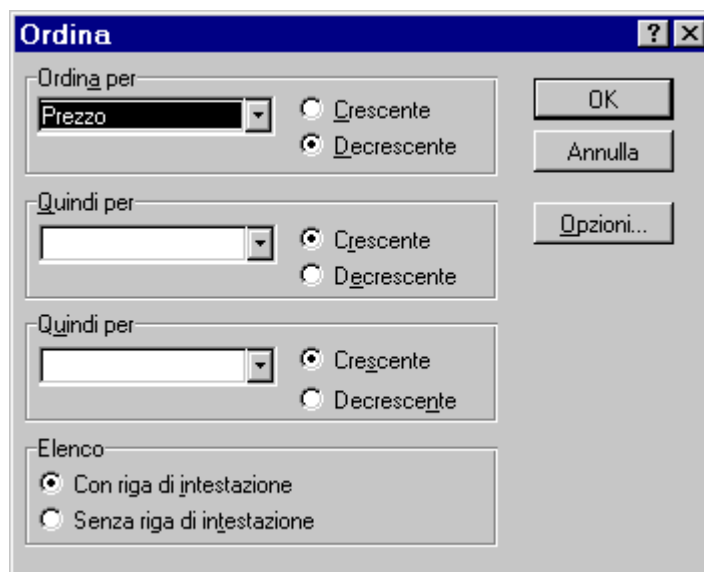 Ordina
Ordina per
Prezzo
Crescente
Decrescente
OK
Annulla
Quindi per
Crescente
Decrescente
Opzioni...
Quindi per
Crescente
Decrescente
Elenco
Con riga di intestazione
Senza riga di intestazione